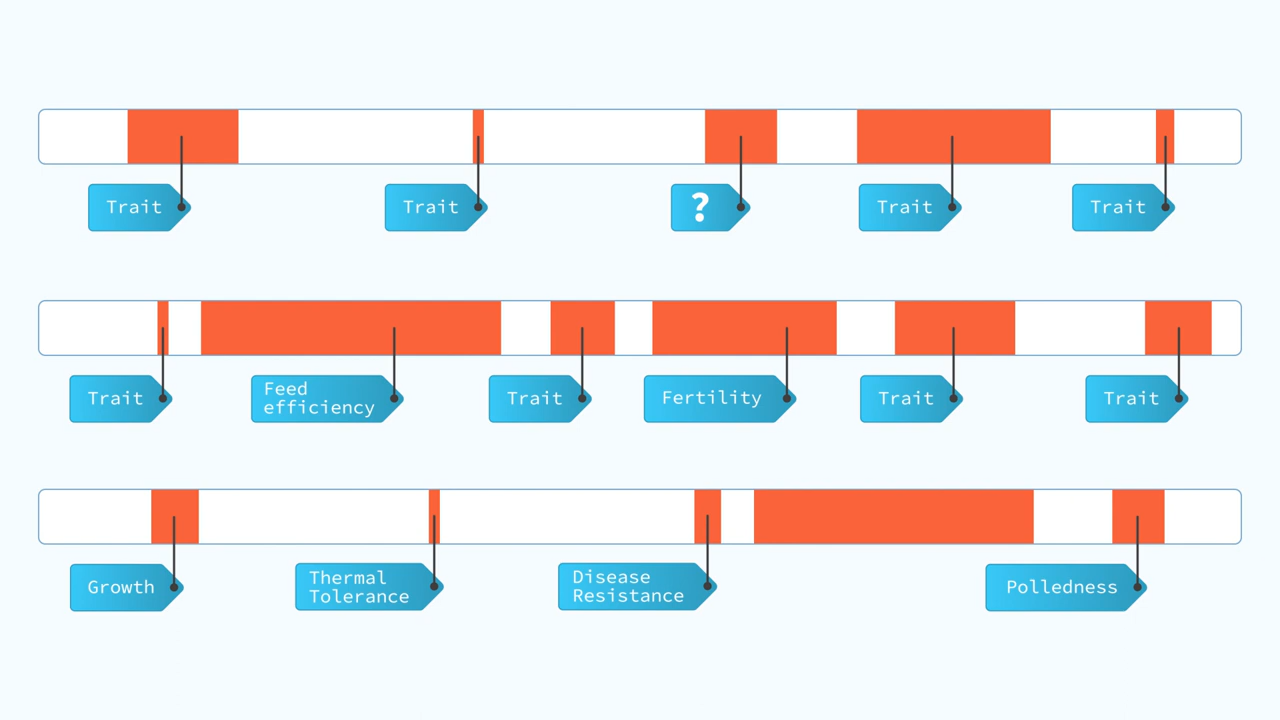 Trait
Trait
?
Trait
Trait
Trait
Feed
efficiency
Trait
Fertility
Trait
Trait
Growth
Thermal
Tolerance
Disease
Resistance
Polledness